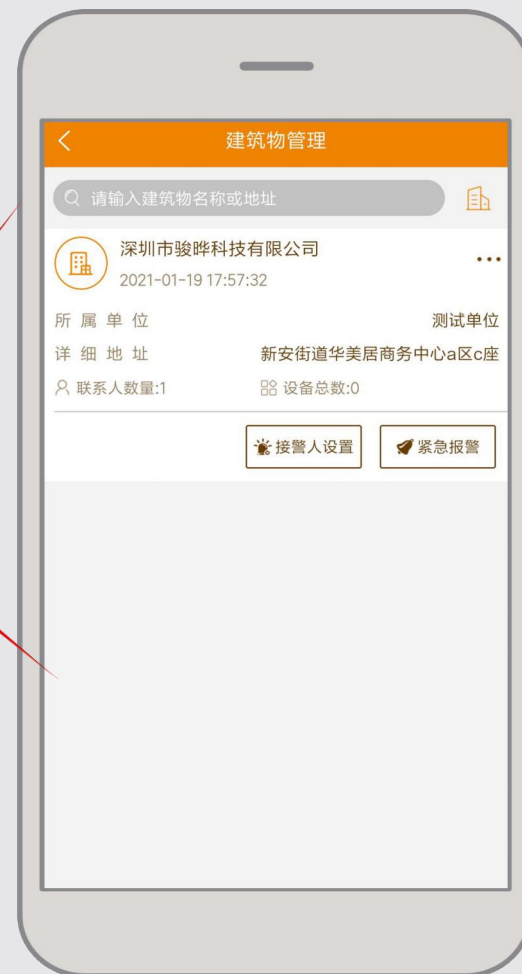 建筑物管理
请输入建筑物名称或地址
深圳市骏晔科技有限公司
2021-01-19 17:57:32
所属单位 测试单位
详细地址 新安街道华美居商务中心a区c座
联系人数量:1 设备总数:0
接警人设置 紧急报警